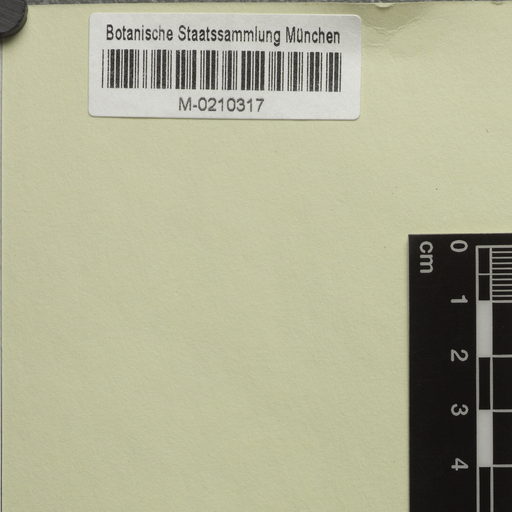 Botanische Staatssammlung München
M-0210317
cm
0
1
2
3
4